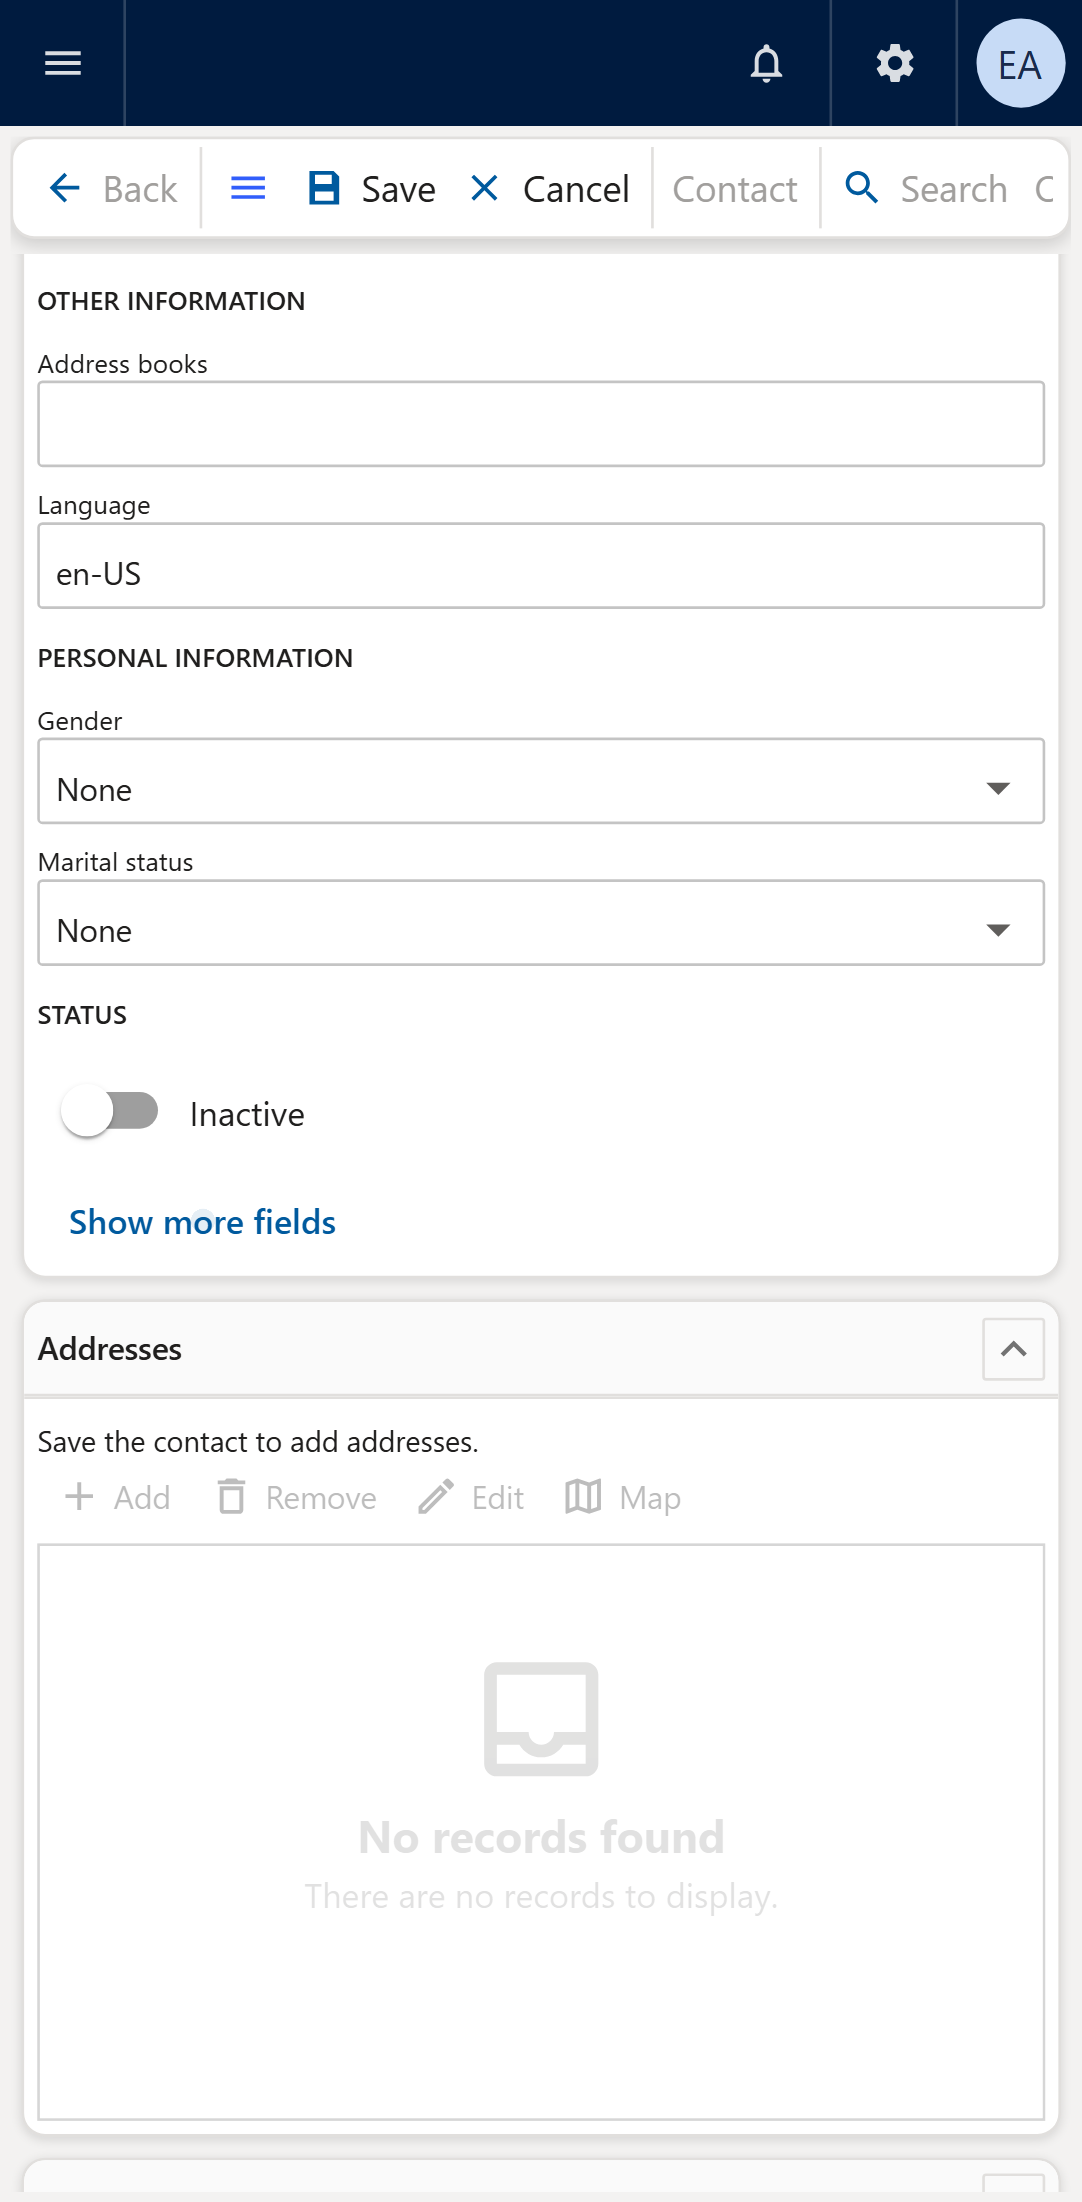 EA
Back
Save
Cancel
Contact
Search
OTHER INFORMATION
Address books
Language
en-US
PERSONAL INFORMATION
Gender
None
Marital status
None
STATUS
Inactive
Show more fields
Addresses
Save the contact to add addresses.
Add
Remove
Edit
Map
No records found
There are no records to display.